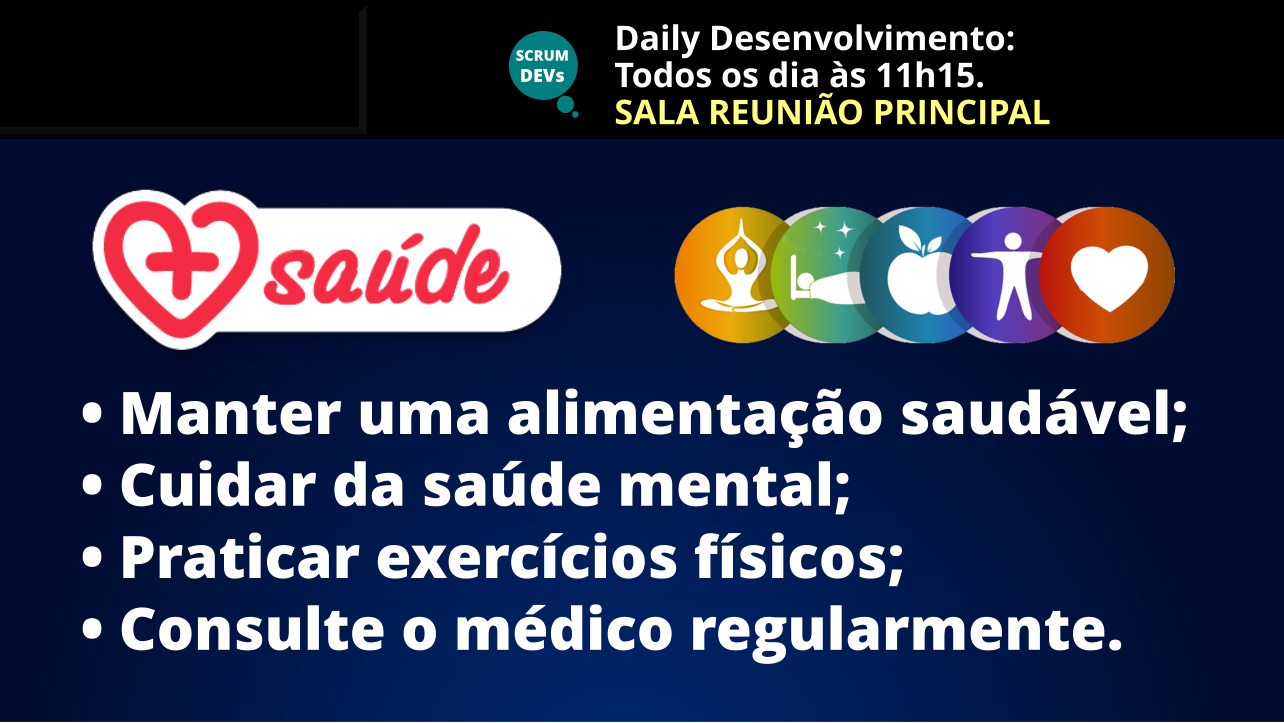 SCRUM
DEVs
Daily Desenvolvimento:
Todos os dia às 11h15.
SALA REUNIÃO PRINCIPAL
saúde
• Manter uma alimentação saudável;
• Cuidar da saúde mental;
• Praticar exercícios físicos;
• Consulte o médico regularmente.